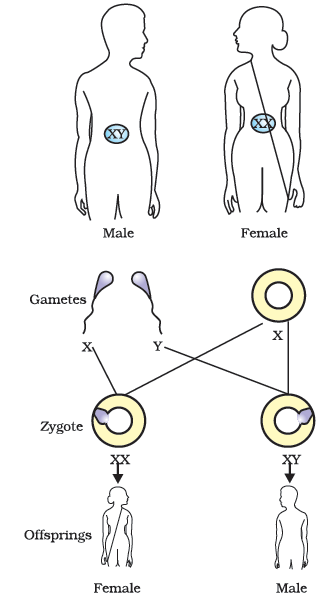 XY XX
Male Female
Gametes
X Y X
Zygote
XX XY
Offsprings
Female Male